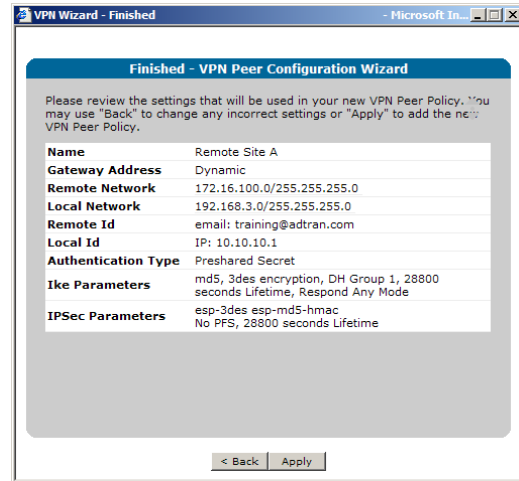 VPN Wizard - Finished - Microsoft In...
Finished - VPN Peer Configuration Wizard
Please review the settings that will be used in your new VPN Peer Policy. You
may use "Back" to change any incorrect settings or "Apply" to add the new
VPN Peer Policy.
Name Remote Site A
Gateway Address Dynamic
Remote Network 172.16.100.0/255.255.255.0
Local Network 192.168.3.0/255.255.255.0
Remote Id email: training@adtran.com
Local Id IP: 10.10.10.1
Authentication Type Preshared Secret
Ike Parameters md5, 3des encryption, DH Group 1, 28800
seconds Lifetime, Respond Any Mode
IPSec Parameters esp-3des esp-md5-hmac
No PFS, 28800 seconds Lifetime
< Back Apply